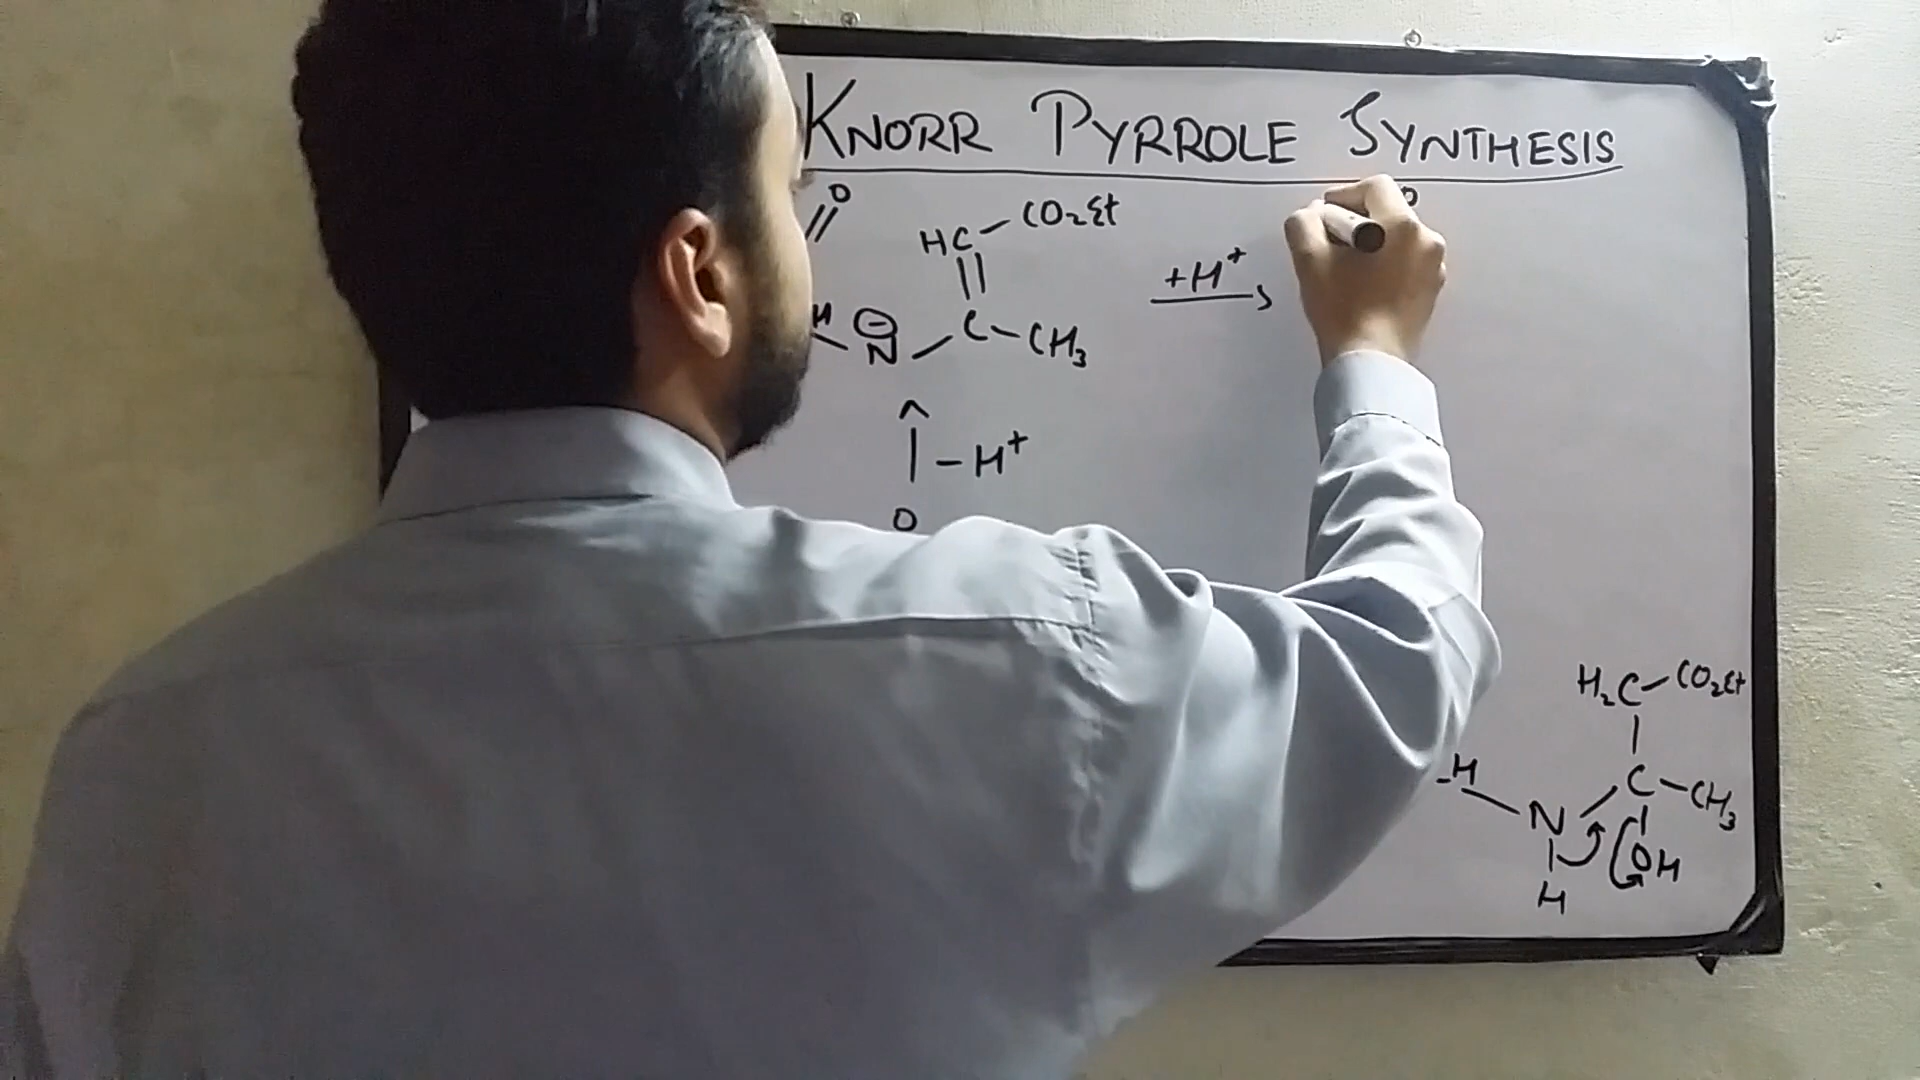 KNORR PYRROLE SYNTHESIS
O
O
HC
CO₂Et
+H⁺
H
⊖
N
C
CH₃
-H⁺
O
H₂C
CO₂Et
-H
N
C
CH₃
OH
H